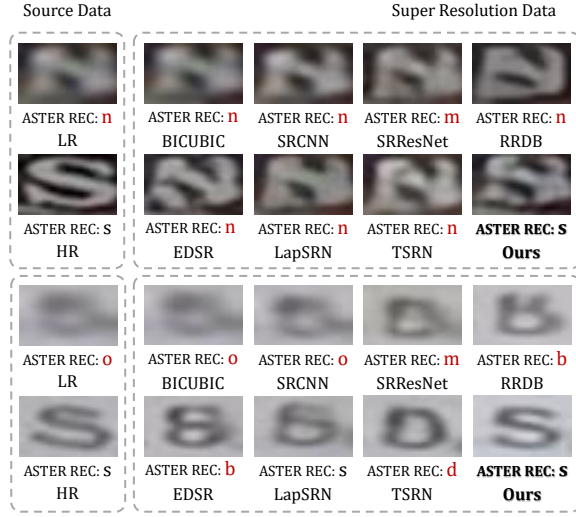 Source Data Super Resolution Data
ASTER REC: n ASTER REC: n ASTER REC: n ASTER REC: m ASTER REC: n
LR BICUBIC SRCNN SRResNet RRDB
ASTER REC: s ASTER REC: n ASTER REC: n ASTER REC: n ASTER REC: s
HR EDSR LapSRN TSRN Ours
ASTER REC: o ASTER REC: o ASTER REC: o ASTER REC: m ASTER REC: b
LR BICUBIC SRCNN SRResNet RRDB
S S
ASTER REC: s ASTER REC: b ASTER REC: s ASTER REC: d ASTER REC: s
HR EDSR LapSRN TSRN Ours